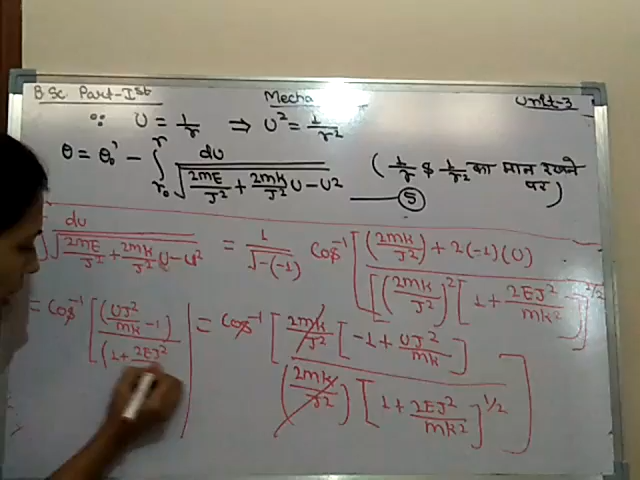 B.Sc. Part-Ist Mecha Unit-3
∵ U = 1/r ⇒ U² = 1/r²
θ = θ₀' - ∫_{r₀}^{r} dU / √(2mE/J² + 2mk/J² U - U²) (1/r & 1/r² का मान रखने पर) —— ⑤
∫ dU / √(2mE/J² + 2mk/J² U - U²) = 1/√-(-1) Cos⁻¹ [ (2mk/J²) + 2(-1)(U) / [ (2mk/J²)² [ 1 + 2EJ²/mk² ] ]^{1/2}
= Cos⁻¹ [ (UJ²/mk - 1) / (1 + 2EJ² = Cos⁻¹ [ 2mk/J² [ -1 + UJ²/mk ] / (2mk/J²) [ 1 + 2EJ²/mk² ]^{1/2} ]